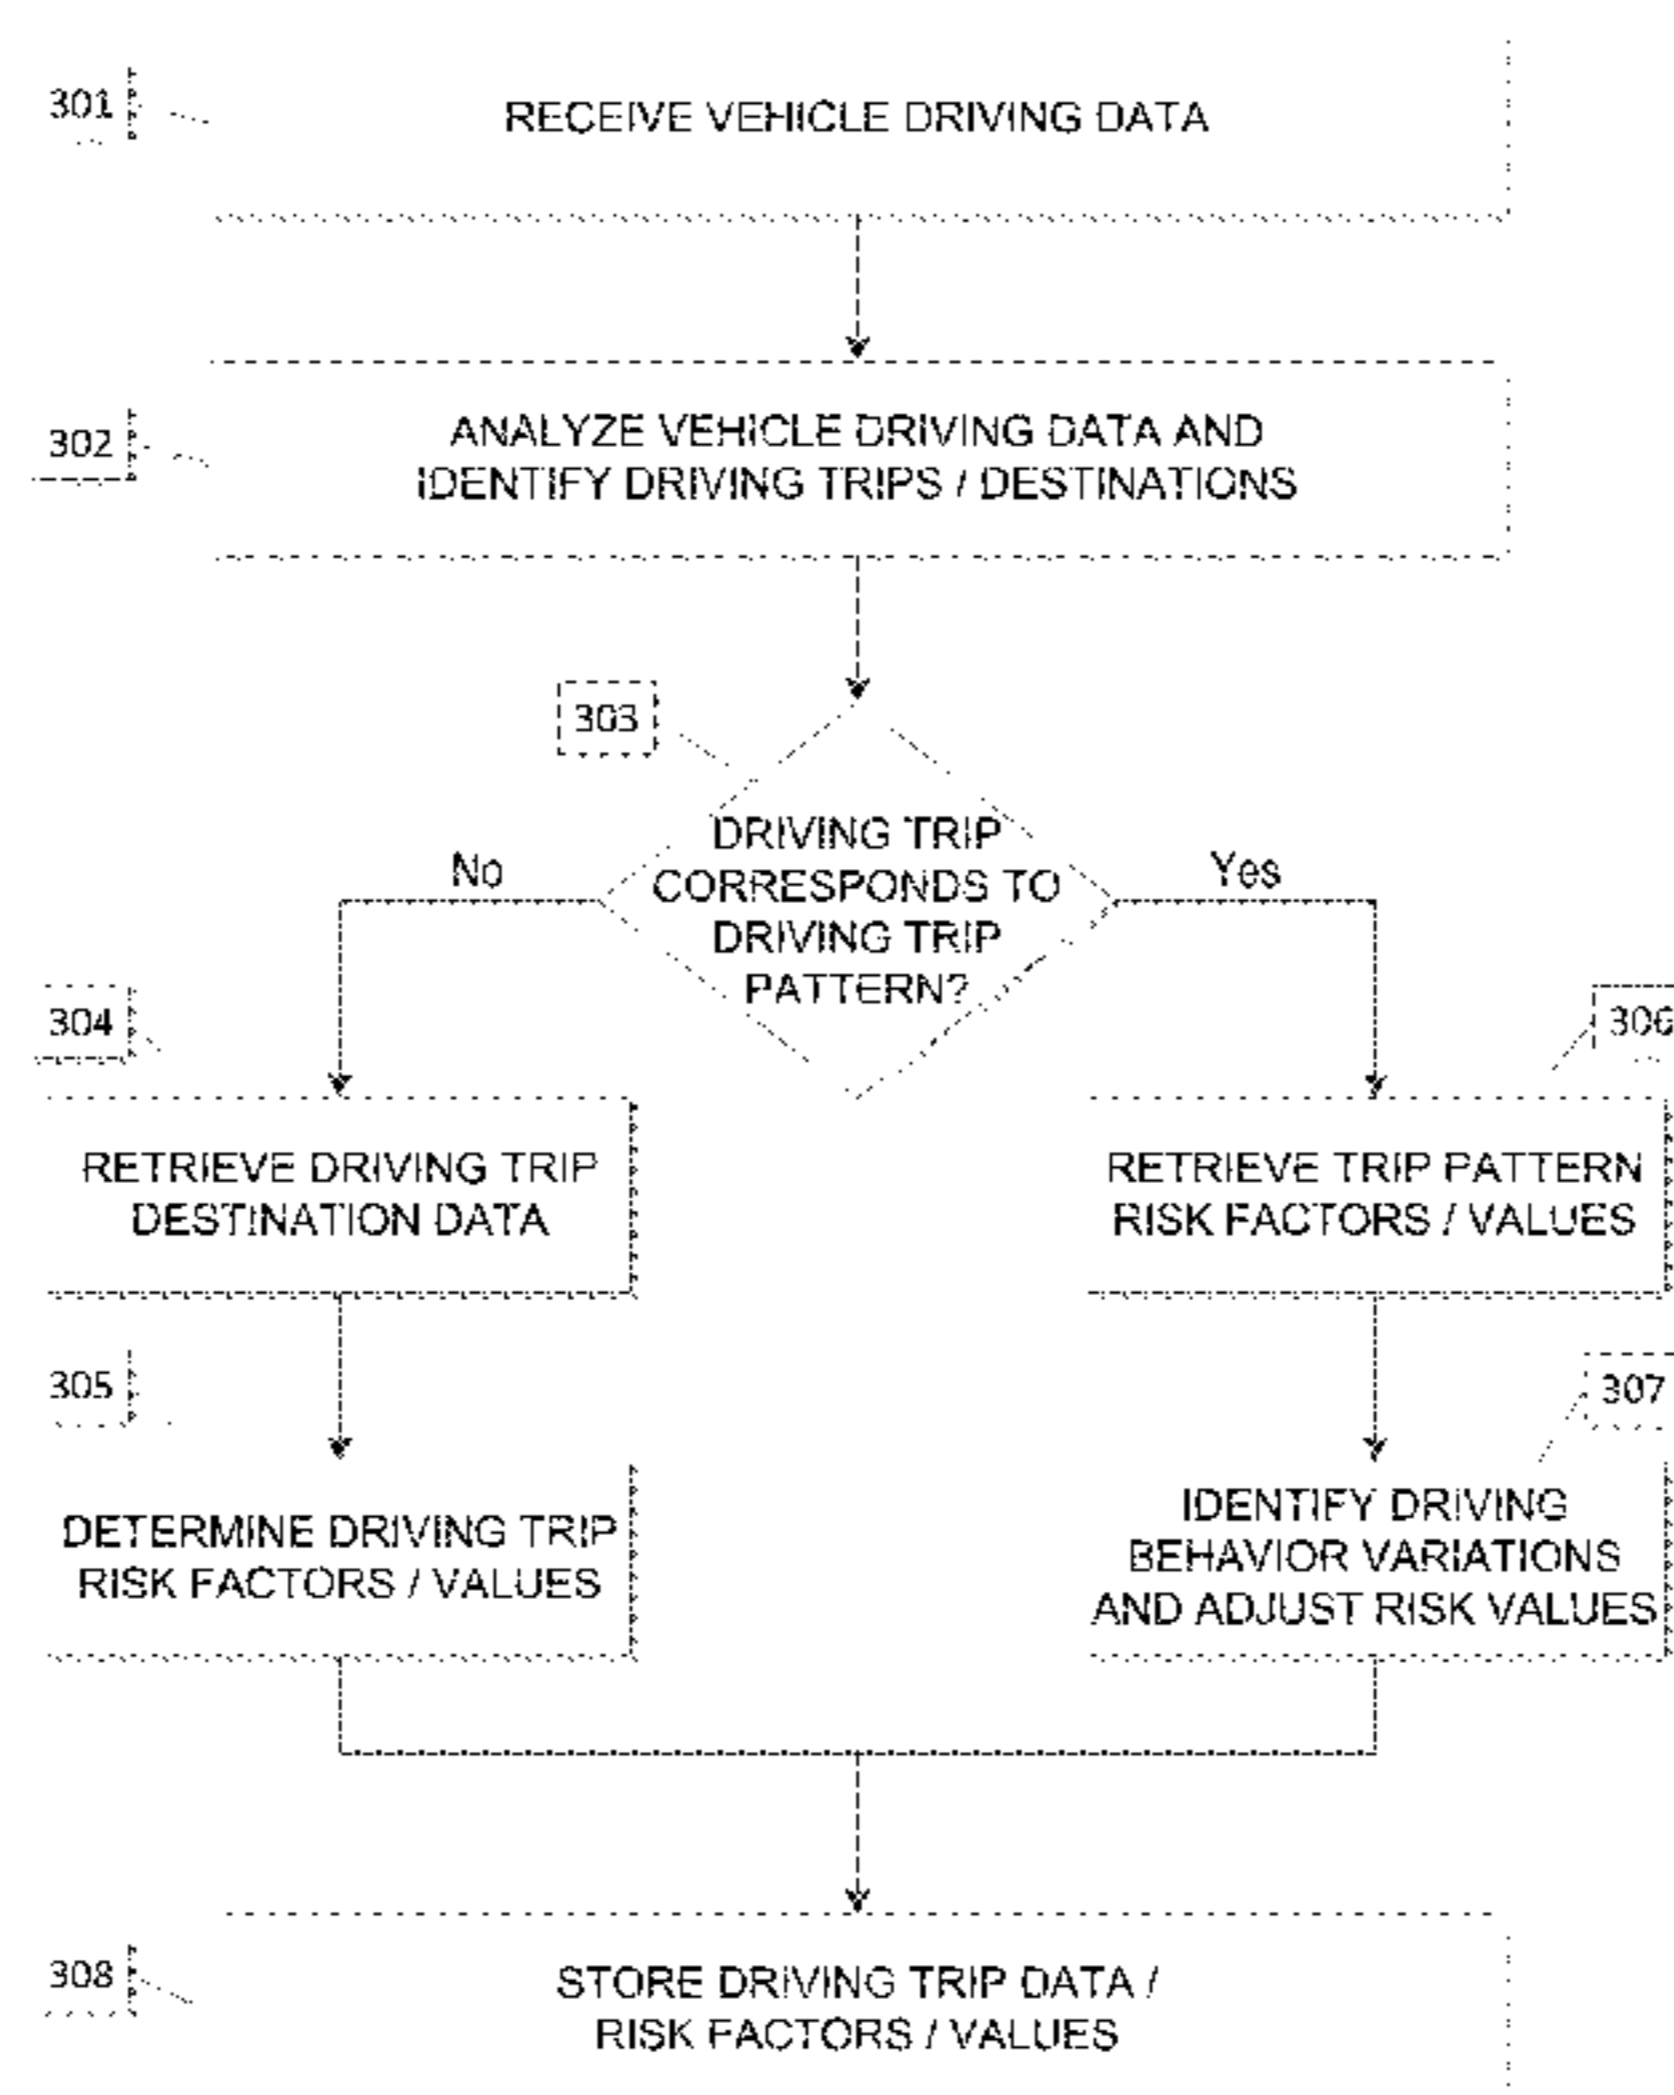 301
RECEIVE VEHICLE DRIVING DATA
302
ANALYZE VEHICLE DRIVING DATA AND
IDENTIFY DRIVING TRIPS / DESTINATIONS
303
DRIVING TRIP
CORRESPONDS TO
DRIVING TRIP
PATTERN?
No
Yes
304
RETRIEVE DRIVING TRIP
DESTINATION DATA
306
RETRIEVE TRIP PATTERN
RISK FACTORS / VALUES
305
DETERMINE DRIVING TRIP
RISK FACTORS / VALUES
307
IDENTIFY DRIVING
BEHAVIOR VARIATIONS
AND ADJUST RISK VALUES
308
STORE DRIVING TRIP DATA /
RISK FACTORS / VALUES